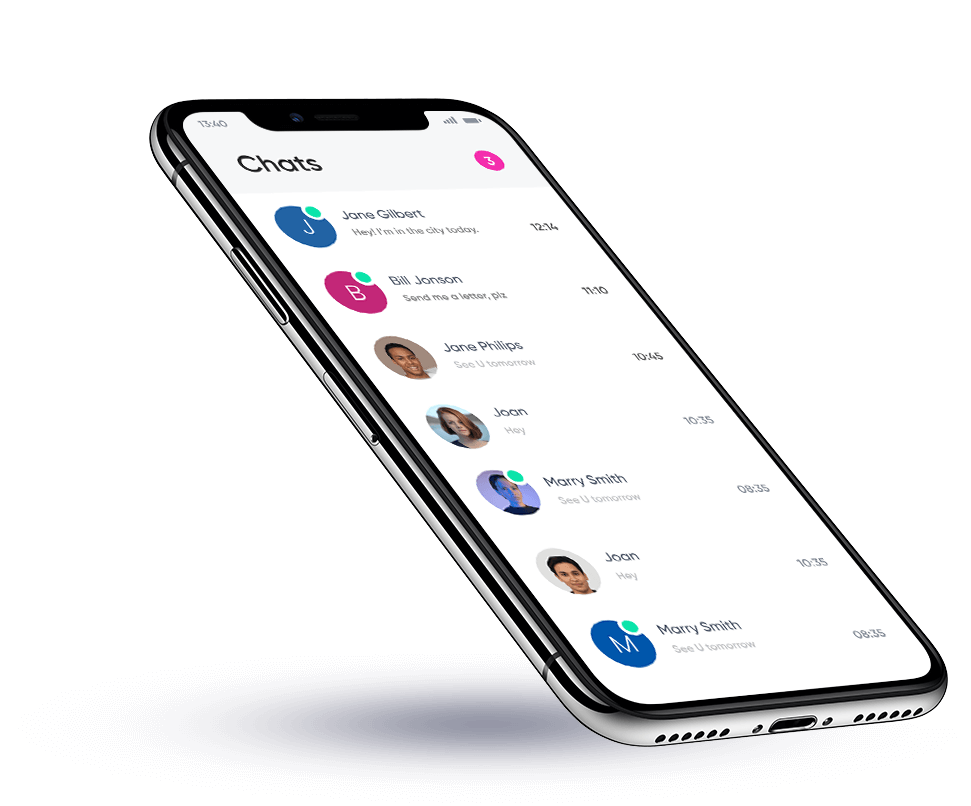 13:40
Chats
3
J
Jane Gilbert
Hey! I'm in the city today.
12:14
B
Bill Jonson
Send me a letter, plz
11:10
Jane Philips
See U tomorrow
10:45
Joan
Hey
10:35
Marry Smith
See U tomorrow
08:35
Joan
Hey
10:35
M
Marry Smith
See U tomorrow
08:35